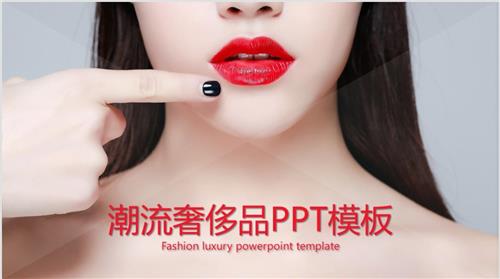 潮流奢侈品PPT模板
Fashion luxury powerpoint template